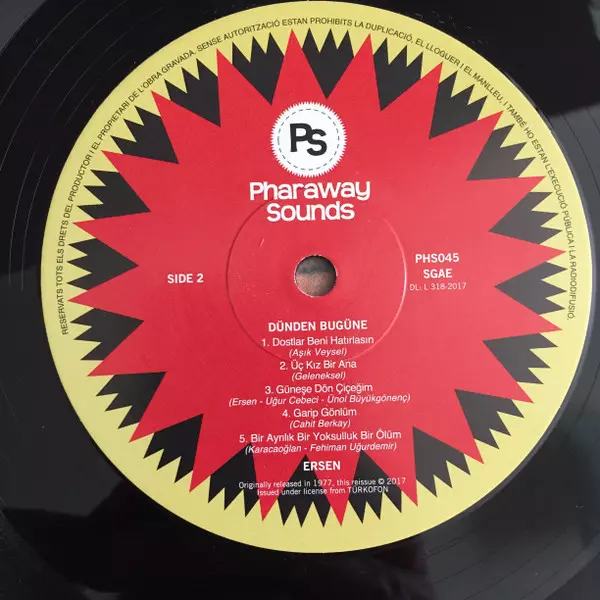 RESERVATS TOTS ELS DRETS DEL PRODUCTOR I EL PROPIETARI DE L'OBRA GRAVADA. SENSE AUTORITZACIÓ ESTAN PROHIBITS LA DUPLICACIÓ, EL LLOGUER I EL MANLLEU, I TAMBÉ HO ESTAN L'EXECUCIÓ PÚBLICA I LA RADIODIFUSIÓ.
PS
Pharaway
Sounds
SIDE 2
PHS045
SGAE
DL: L 318-2017
DÜNDEN BUGÜNE
1. Dostlar Beni Hatırlasın
(Aşık Veysel)
2. Üç Kız Bir Ana
(Geleneksel)
3. Güneşe Dön Çiçeğim
(Ersen - Uğur Cebeci - Ünol Büyükgönenç)
4. Garip Gönlüm
(Cahit Berkay)
5. Bir Ayrılık Bir Yoksulluk Bir Ölüm
(Karacaoğlan - Fehiman Uğurdemir)
ERSEN
Originally released in 1977, this reissue © 2017
Issued under license from TÜRKOFON